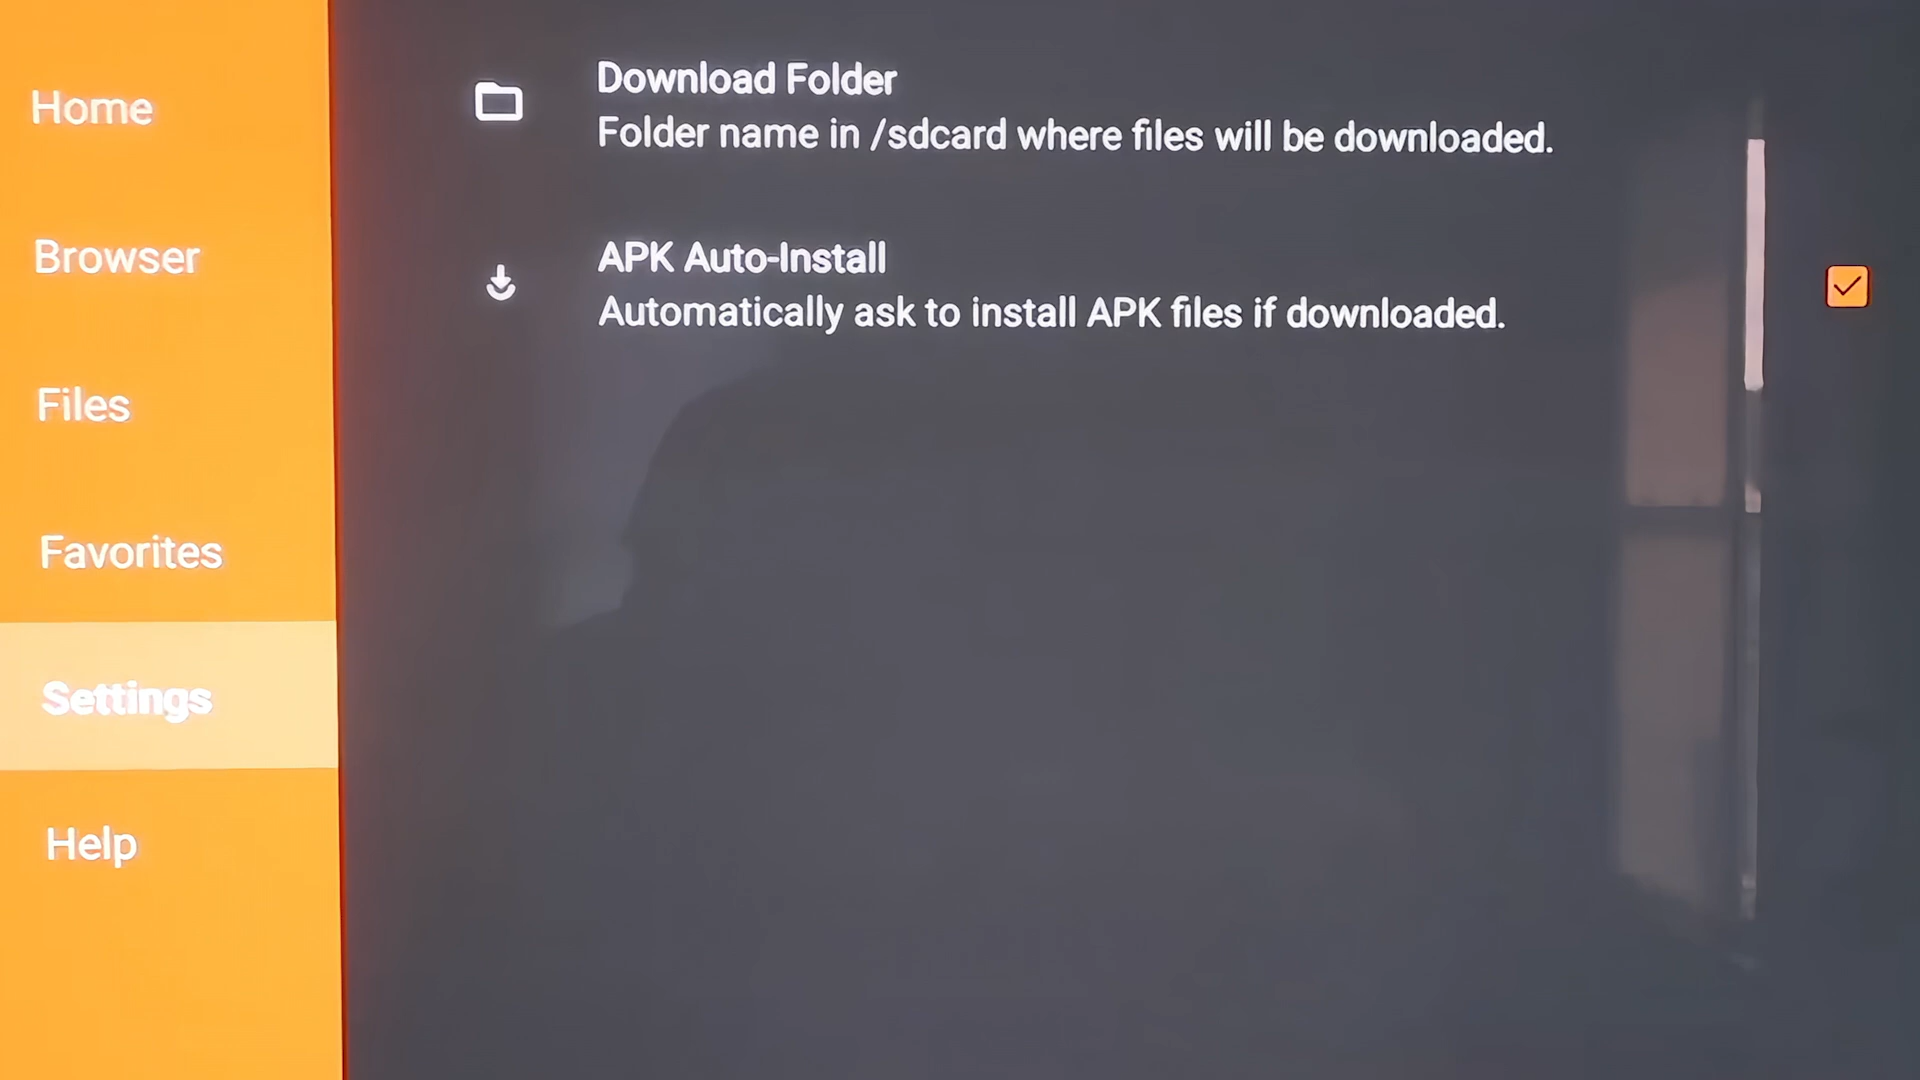 Home
Browser
Files
Favorites
Settings
Help
Download Folder
Folder name in /sdcard where files will be downloaded.
APK Auto-Install
Automatically ask to install APK files if downloaded.